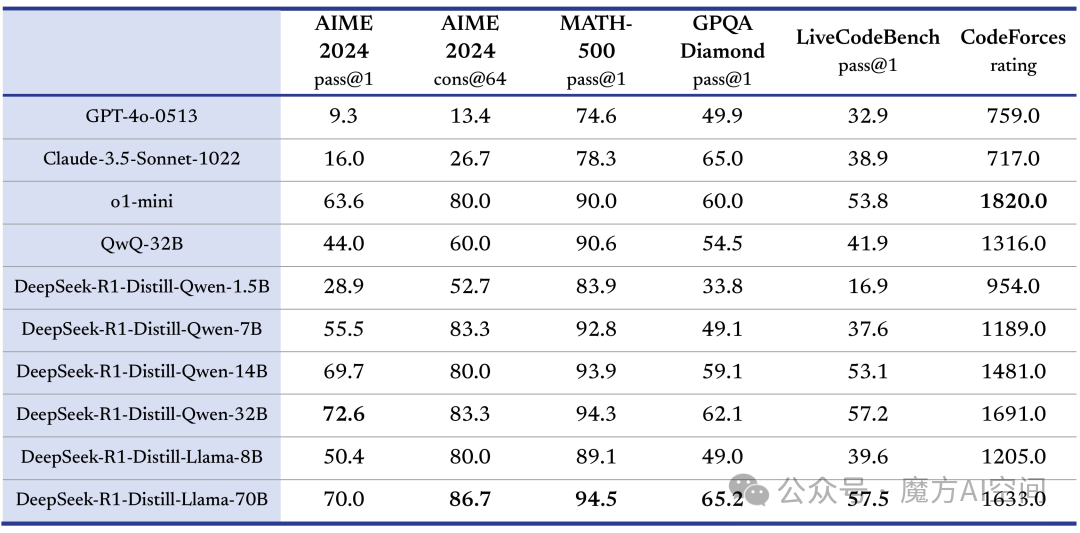 AIME 2024 pass@1 AIME 2024 cons@64 MATH-500 pass@1 GPQA Diamond pass@1 LiveCodeBench pass@1 CodeForces rating
GPT-4o-0513 9.3 13.4 74.6 49.9 32.9 759.0
Claude-3.5-Sonnet-1022 16.0 26.7 78.3 65.0 38.9 717.0
o1-mini 63.6 80.0 90.0 60.0 53.8 1820.0
QwQ-32B 44.0 60.0 90.6 54.5 41.9 1316.0
DeepSeek-R1-Distill-Qwen-1.5B 28.9 52.7 83.9 33.8 16.9 954.0
DeepSeek-R1-Distill-Qwen-7B 55.5 83.3 92.8 49.1 37.6 1189.0
DeepSeek-R1-Distill-Qwen-14B 69.7 80.0 93.9 59.1 53.1 1481.0
DeepSeek-R1-Distill-Qwen-32B 72.6 83.3 94.3 62.1 57.2 1691.0
DeepSeek-R1-Distill-Llama-8B 50.4 80.0 89.1 49.0 39.6 1205.0
DeepSeek-R1-Distill-Llama-70B 70.0 86.7 94.5 65.2 57.5 1633.0
公众号 · 魔方AI空间